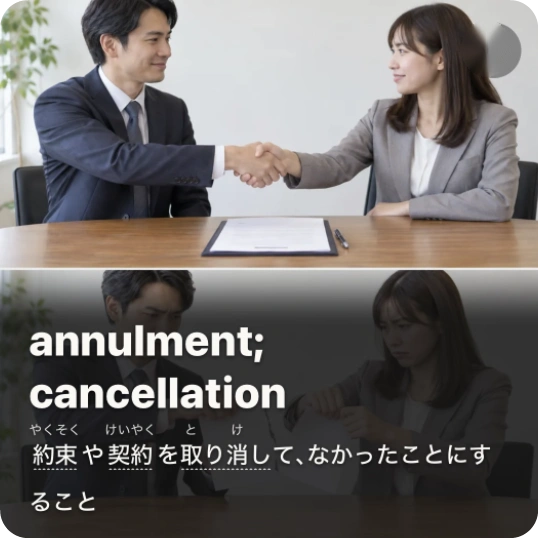 annulment;
cancellation
やくそく けいやく と け
約束や契約を取り消して、なかったことにす
ること